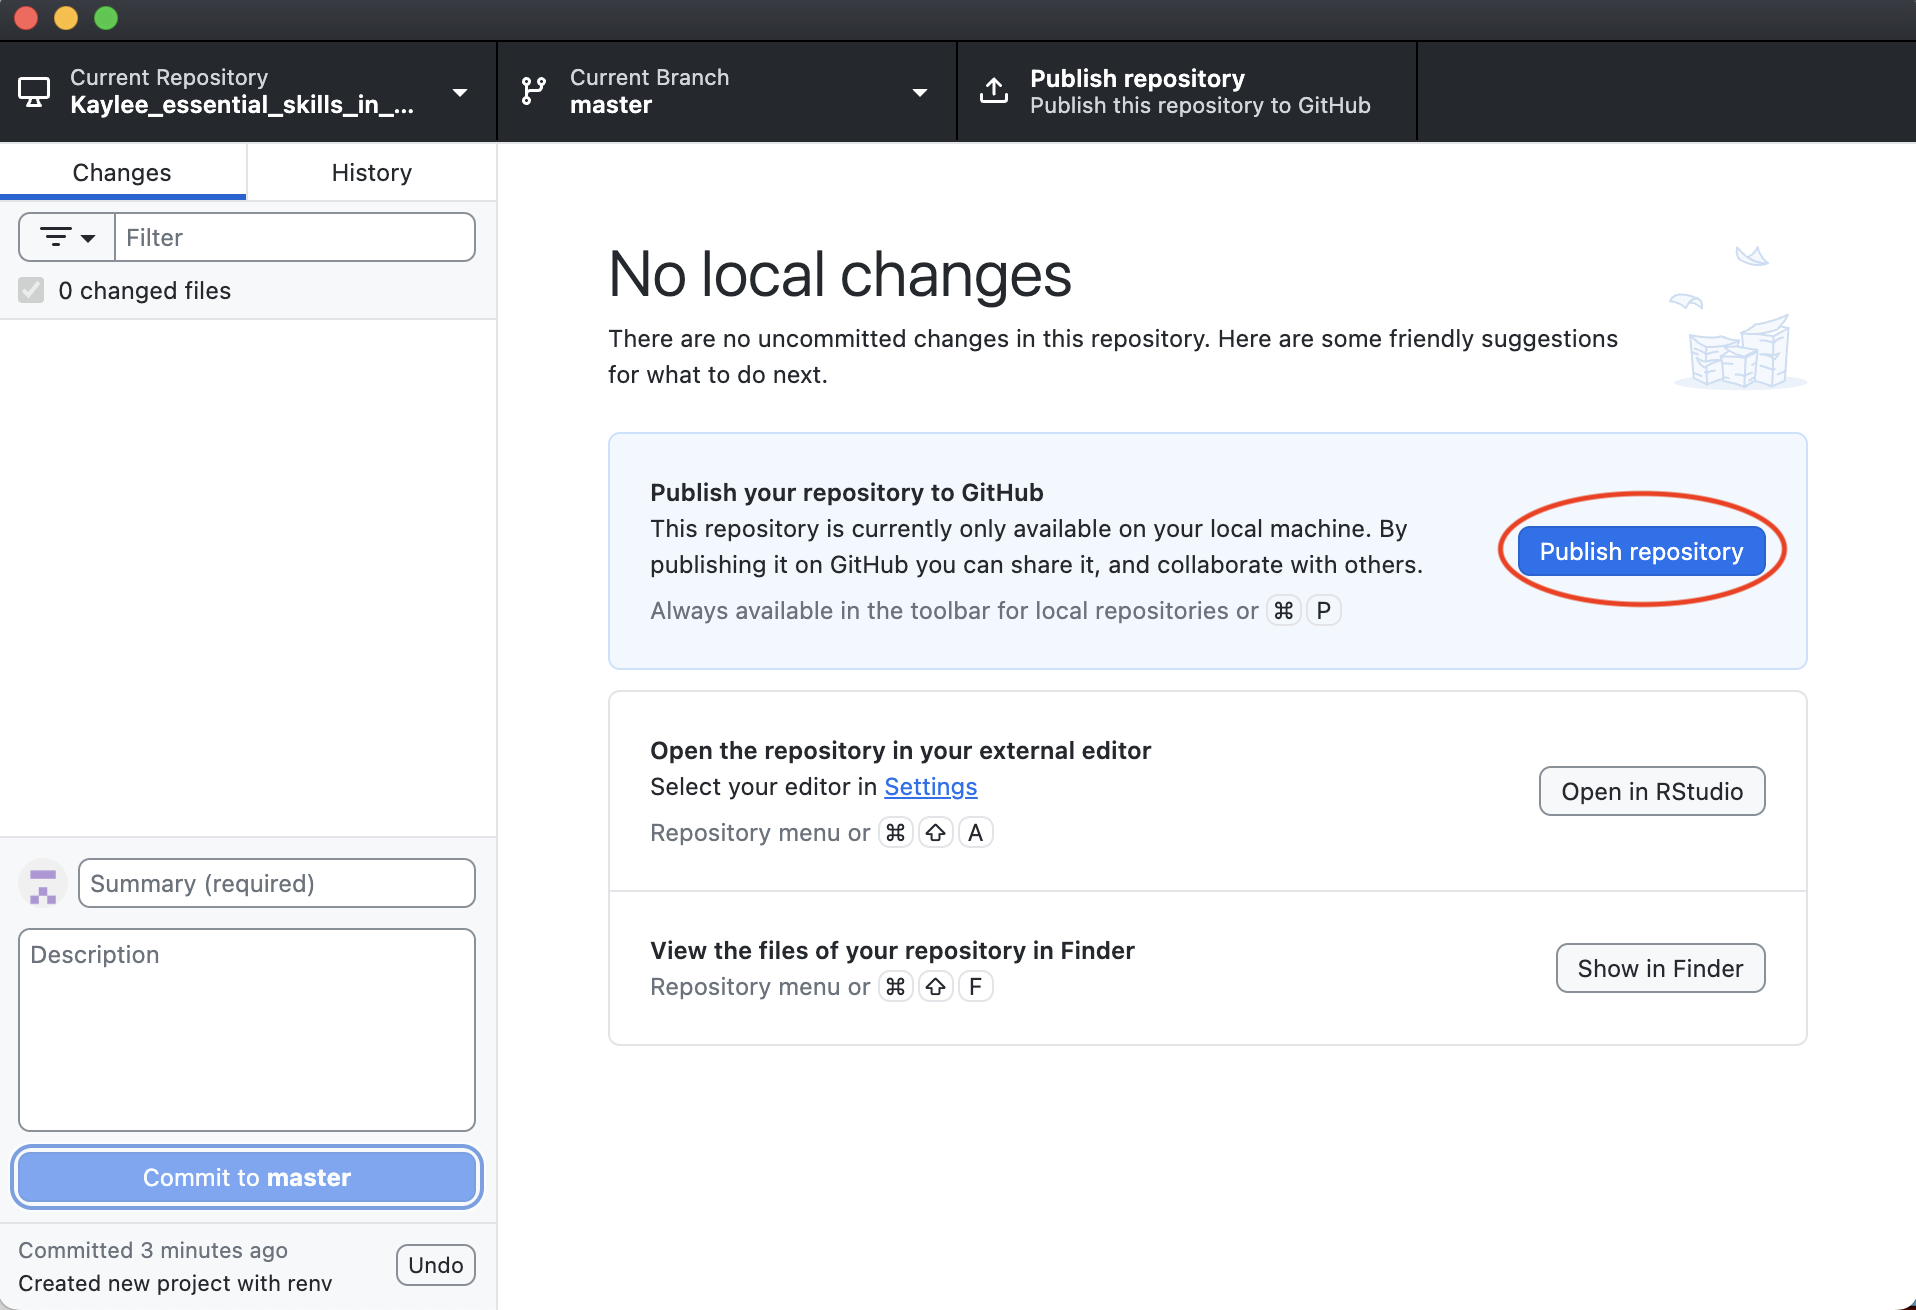 Current Repository
Kaylee_essential_skills_in_...
Current Branch
master
Publish repository
Publish this repository to GitHub
Changes
History
Filter
0 changed files
No local changes
There are no uncommitted changes in this repository. Here are some friendly suggestions
for what to do next.
Publish your repository to GitHub
This repository is currently only available on your local machine. By
publishing it on GitHub you can share it, and collaborate with others.
Always available in the toolbar for local repositories or ⌘ P
Publish repository
Open the repository in your external editor
Select your editor in Settings
Repository menu or ⌘ ⇧ A
Open in RStudio
View the files of your repository in Finder
Repository menu or ⌘ ⇧ F
Show in Finder
Summary (required)
Description
Commit to master
Committed 3 minutes ago
Created new project with renv
Undo